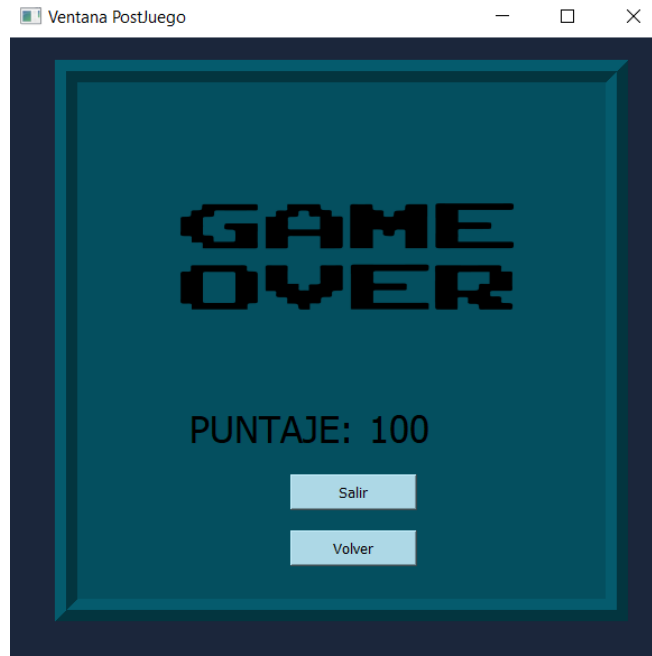 Ventana PostJuego
GAME
OVER
PUNTAJE: 100
Salir
Volver